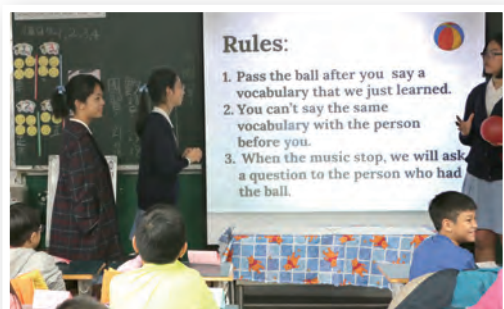 Rules:
1. Pass the ball after you say a
vocabulary that we just learned.
2. You can't say the same
vocabulary with the person
before you.
3. When the music stop, we will ask
a question to the person who had
the ball.